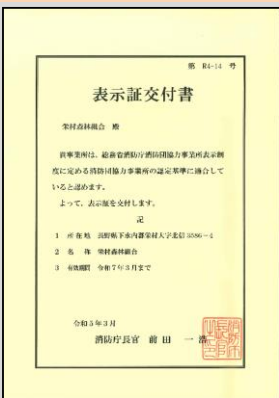 第 R4-14 号
表示証交付書
栄村森林組合 殿
貴事業所は、総務省消防庁消防団協力事業所表示制
度に定める消防団協力事業所の認定基準に適合して
いると認めます。
よって、表示証を交付します。
記
1 所在地 長野県下水内郡栄村大字北信 3586-4
2 名 称 栄村森林組合
3 有効期間 令和7年3月まで
令和5年3月
消防庁長官 前田 一浩